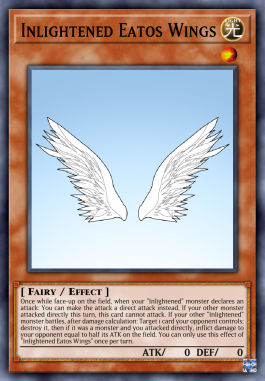 INLIGHTENED EATOS WINGS
LIGHT
光
[ FAIRY / EFFECT ]
Once while face-up on the field, when your "Inlightened" monster declares an
attack: You can make the attack a direct attack instead. If your other monster
attacked directly this turn, this card cannot attack. If your other "Inlightened"
monster battles, after damage calculation: Target 1 card your opponent controls;
destroy it, then if it was a monster and you attacked directly, inflict damage to
your opponent equal to half its ATK on the field. You can only use this effect of
"Inlightened Eatos Wings" once per turn.
ATK/ 0 DEF/ 0